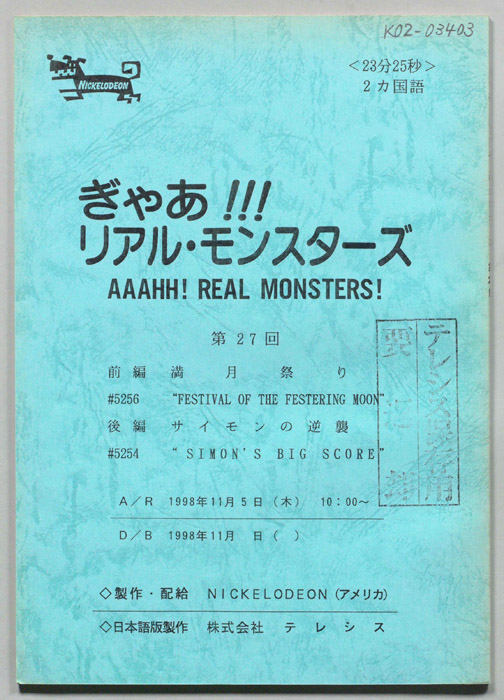 K02-03403
NICKELODEON
<23分25秒>
2カ国語
ぎゃあ!!!
リアル・モンスターズ
AAAHH! REAL MONSTERS!
第27回
前編 満月祭り
#5256 "FESTIVAL OF THE FESTERING MOON"
後編 サイモンの逆襲
#5254 "SIMON'S BIG SCORE"
A/R 1998年11月5日(木) 10:00~
D/B 1998年11月 日( )
◇製作・配給 NICKELODEON(アメリカ)
◇日本語版製作 株式会社 テレシス